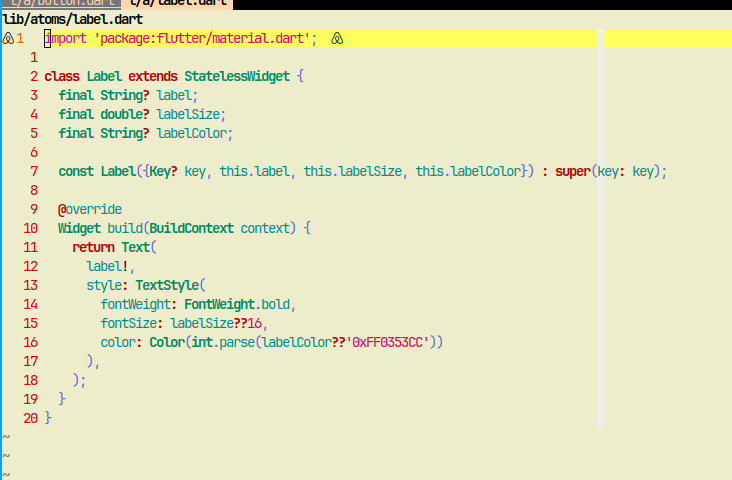 t/a/button.dart t/a/label.dart
lib/atoms/label.dart
1 import 'package:flutter/material.dart';
1
2 class Label extends StatelessWidget {
3 final String? label;
4 final double? labelSize;
5 final String? labelColor;
6
7 const Label({Key? key, this.label, this.labelSize, this.labelColor}) : super(key: key);
8
9 @override
10 Widget build(BuildContext context) {
11 return Text(
12 label!,
13 style: TextStyle(
14 fontWeight: FontWeight.bold,
15 fontSize: labelSize??16,
16 color: Color(int.parse(labelColor??'0xFF0353CC'))
17 ),
18 );
19 }
20 }
~
~
~